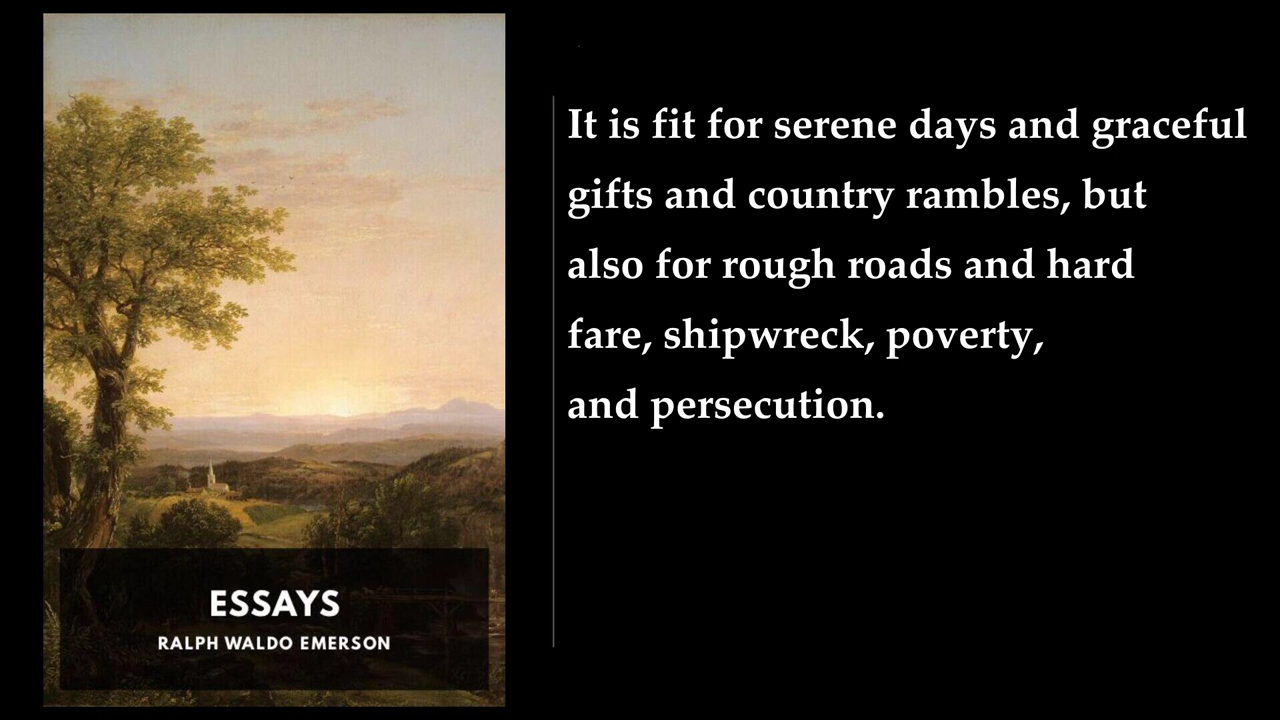 It is fit for serene days and graceful
gifts and country rambles, but
also for rough roads and hard
fare, shipwreck, poverty,
and persecution.
ESSAYS
RALPH WALDO EMERSON